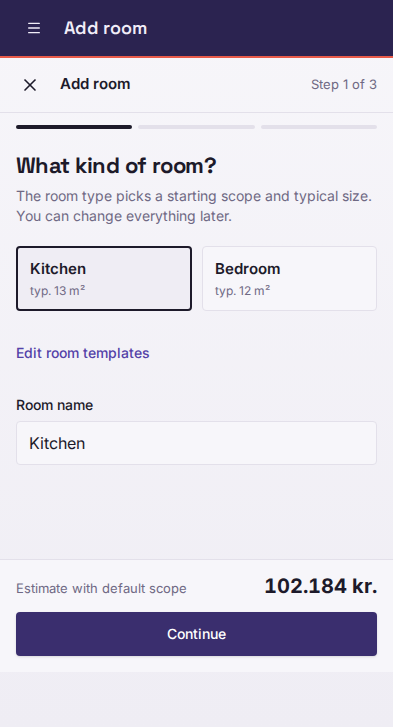 Add room
Add room
Step 1 of 3
What kind of room?
The room type picks a starting scope and typical size.
You can change everything later.
Kitchen
typ. 13 m²
Bedroom
typ. 12 m²
Edit room templates
Room name
Kitchen
Estimate with default scope
102.184 kr.
Continue